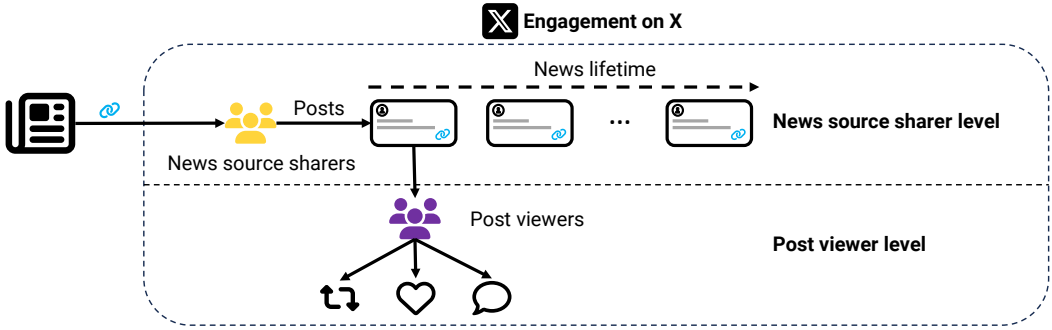 Engagement on X
News lifetime
Posts
...
News source sharer level
News source sharers
Post viewers
Post viewer level